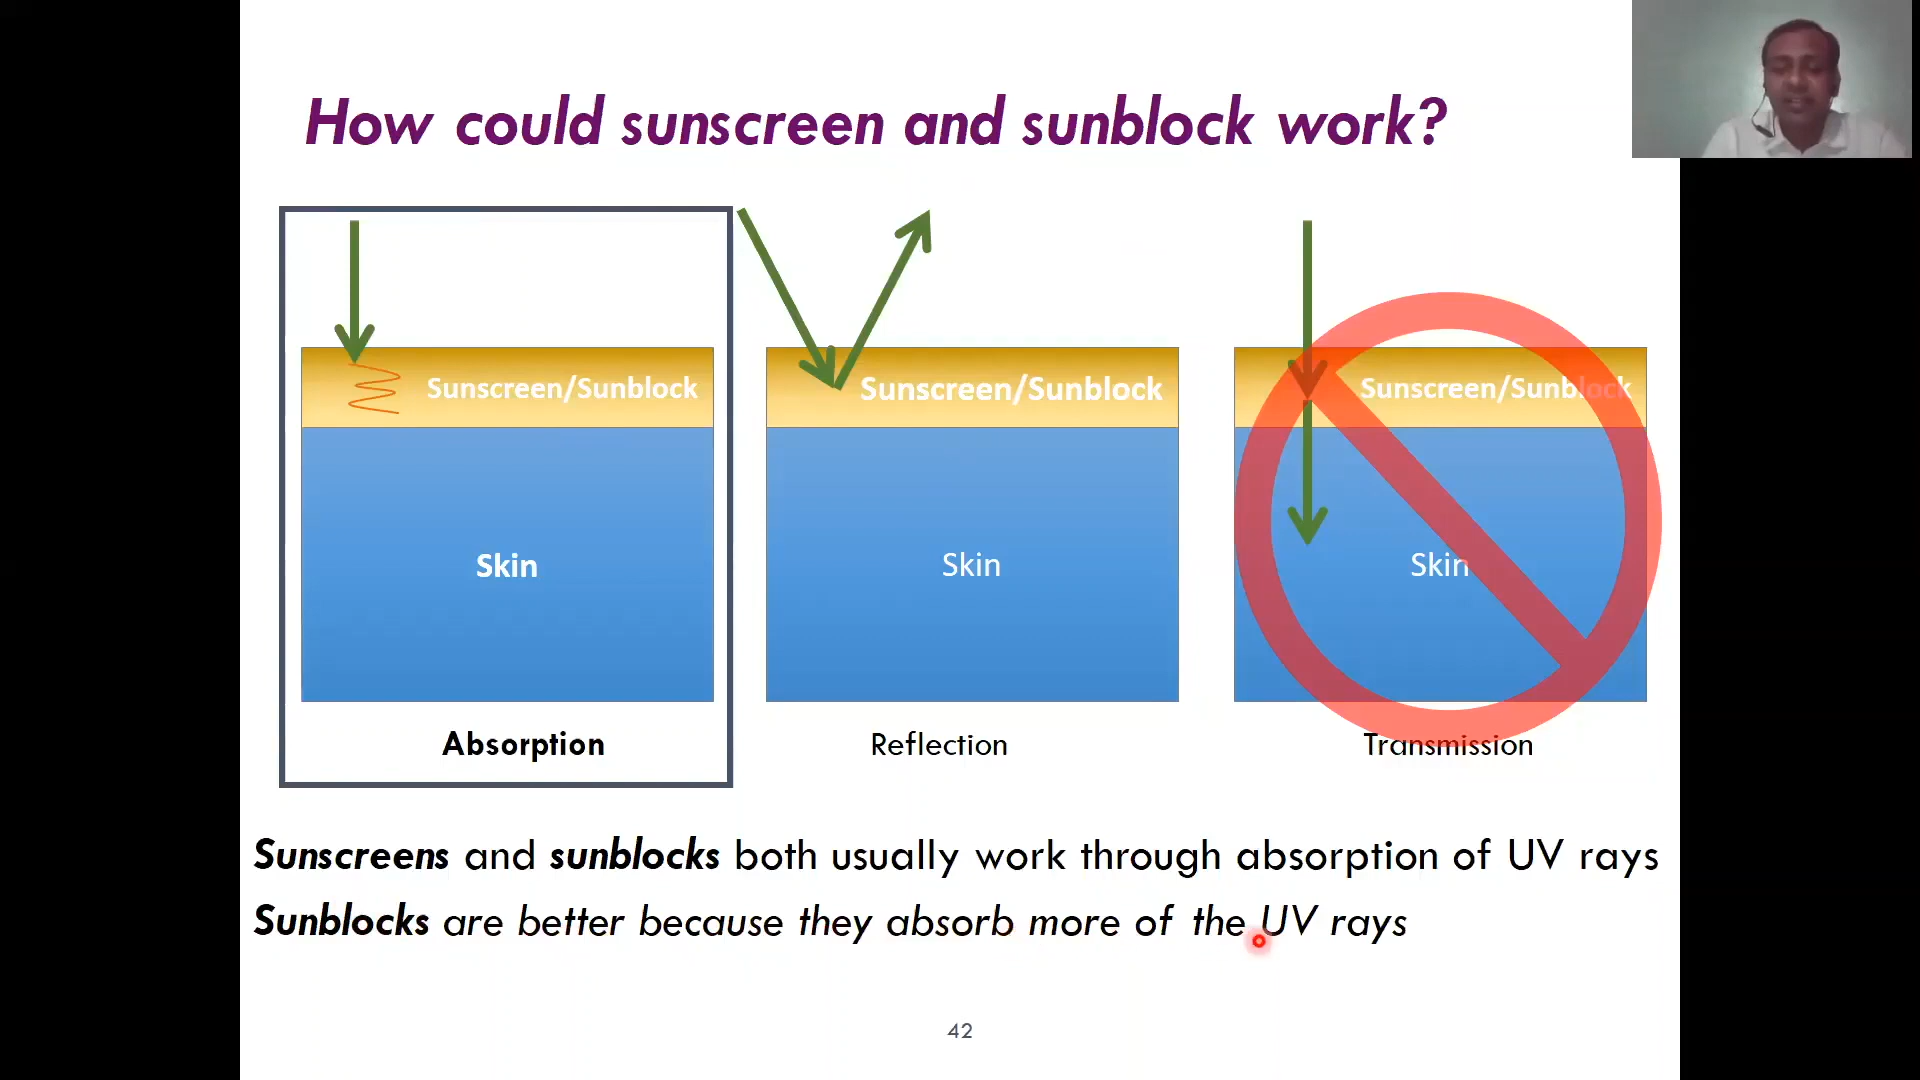 How could sunscreen and sunblock work?
Sunscreen/Sunblock
Sunscreen/Sunblock
Sunscreen/Sunblock
Skin
Skin
Skin
Absorption
Reflection
Transmission
Sunscreens and sunblocks both usually work through absorption of UV rays
Sunblocks are better because they absorb more of the UV rays
42